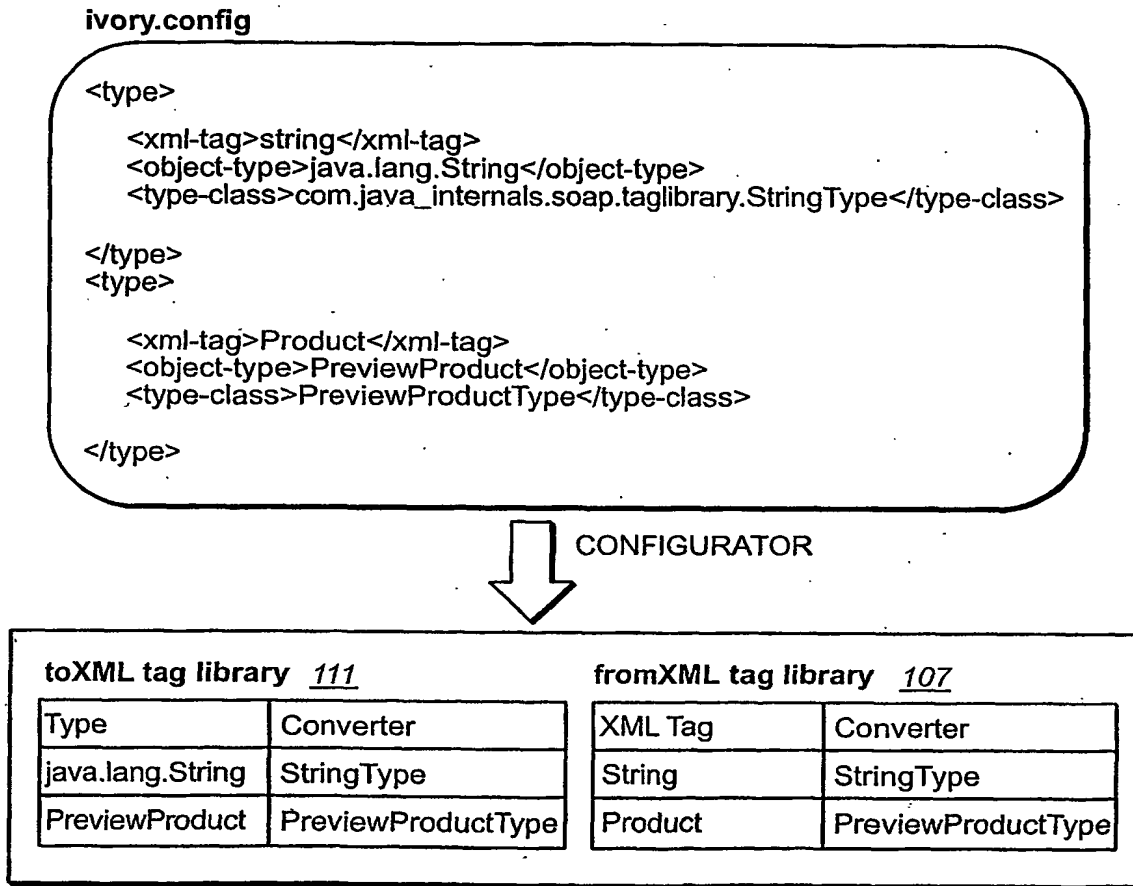 ivory.config
<type>
<xml-tag>string</xml-tag>
<object-type>java.lang.String</object-type>
<type-class>com.java_internals.soap.taglibrary.StringType</type-class>
</type>
<type>
<xml-tag>Product</xml-tag>
<object-type>PreviewProduct</object-type>
<type-class>PreviewProductType</type-class>
</type>
CONFIGURATOR
toXML tag library 111
Type Converter
java.lang.String StringType
PreviewProduct PreviewProductType
fromXML tag library 107
XML Tag Converter
String StringType
Product PreviewProductType